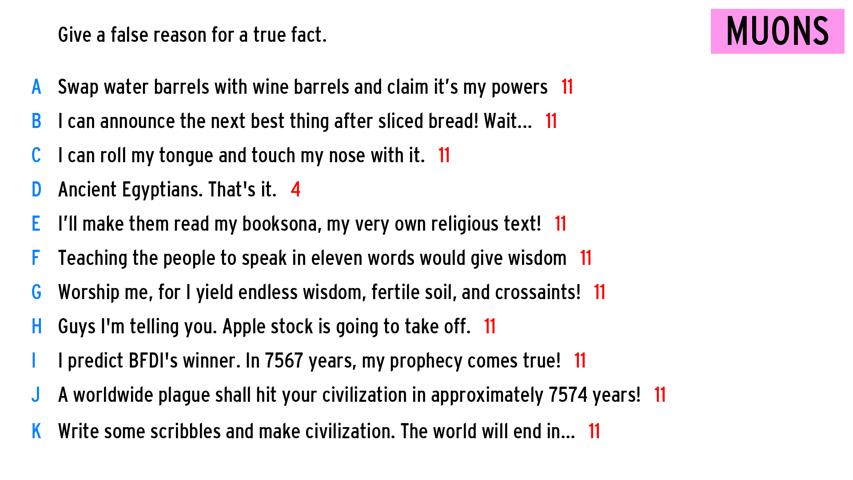 Give a false reason for a true fact.
MUONS
A Swap water barrels with wine barrels and claim it's my powers 11
B I can announce the next best thing after sliced bread! Wait... 11
C I can roll my tongue and touch my nose with it. 11
D Ancient Egyptians. That's it. 4
E I'll make them read my booksona, my very own religious text! 11
F Teaching the people to speak in eleven words would give wisdom 11
G Worship me, for I yield endless wisdom, fertile soil, and crossaints! 11
H Guys I'm telling you. Apple stock is going to take off. 11
I I predict BFDI's winner. In 7567 years, my prophecy comes true! 11
J A worldwide plague shall hit your civilization in approximately 7574 years! 11
K Write some scribbles and make civilization. The world will end in... 11